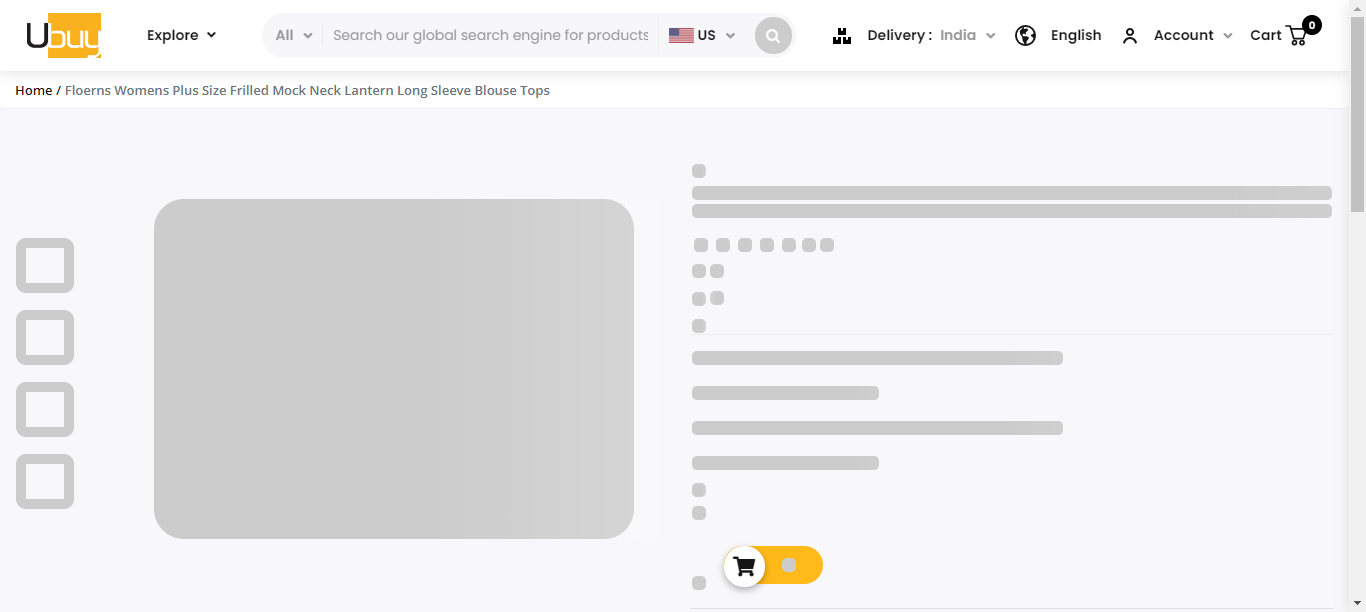 Ubuy
Explore
All
Search our global search engine for products
US
Delivery : India
English
Account
Cart
0
Home / Floerns Womens Plus Size Frilled Mock Neck Lantern Long Sleeve Blouse Tops